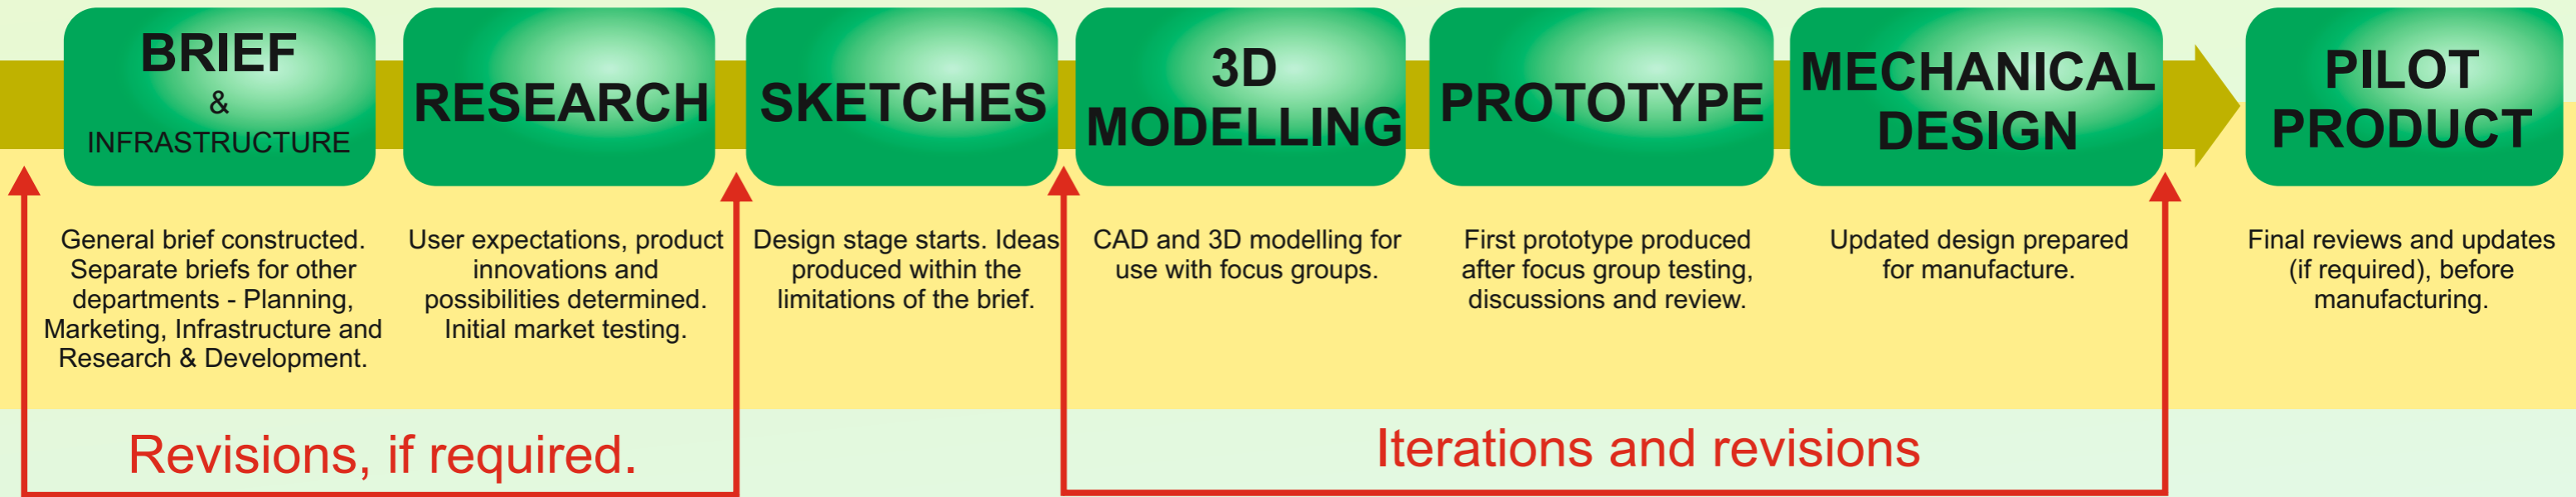 BRIEF
&
INFRASTRUCTURE
RESEARCH
SKETCHES
3D
MODELLING
PROTOTYPE
MECHANICAL
DESIGN
PILOT
PRODUCT
General brief constructed.
Separate briefs for other
departments - Planning,
Marketing, Infrastructure and
Research & Development.
User expectations, product
innovations and
possibilities determined.
Initial market testing.
Design stage starts. Ideas
produced within the
limitations of the brief.
CAD and 3D modelling for
use with focus groups.
First prototype produced
after focus group testing,
discussions and review.
Updated design prepared
for manufacture.
Final reviews and updates
(if required), before
manufacturing.
Revisions, if required.
Iterations and revisions